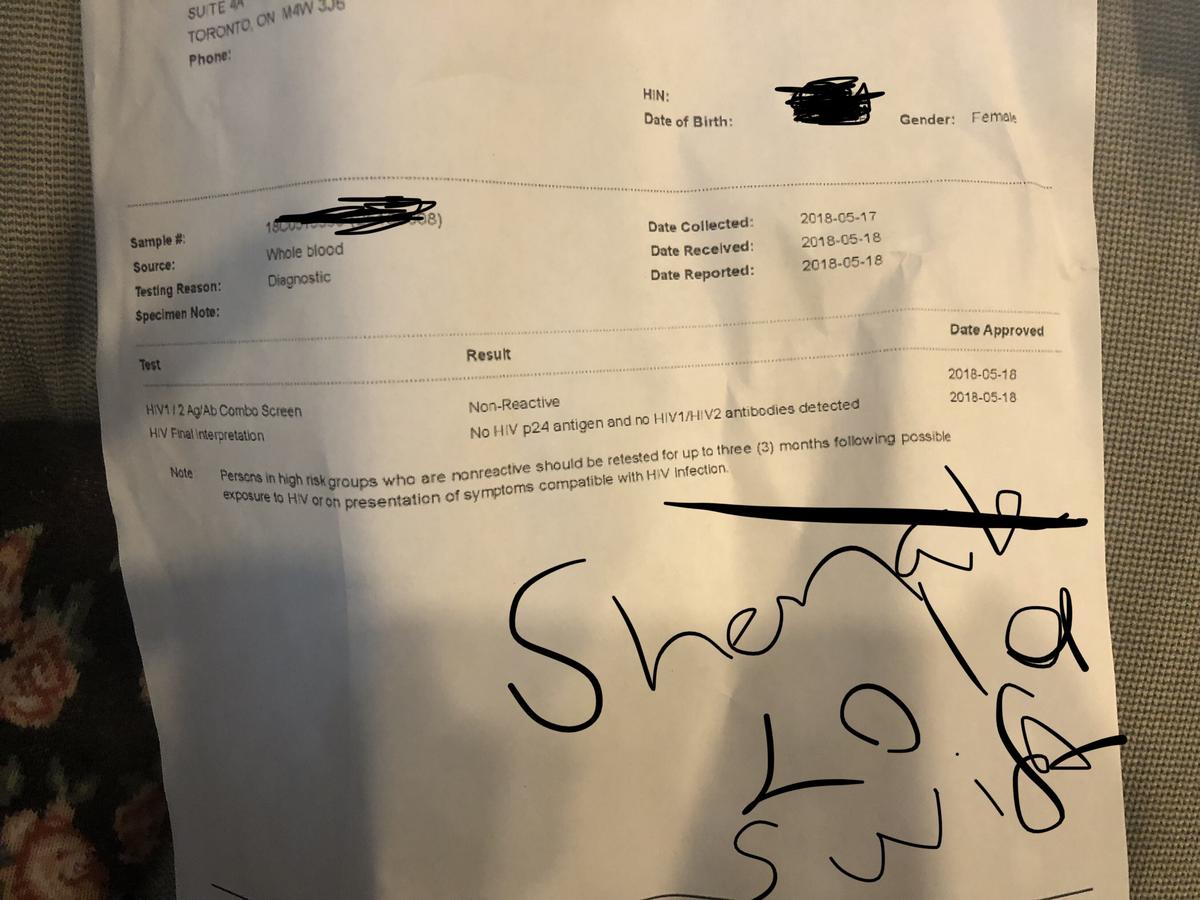 SUITE 4A
TORONTO, ON M4W 3J6
Phone:
HIN:
Date of Birth: Gender: Female
Sample #:
Source: Whole blood
Testing Reason: Diagnostic
Specimen Note:
Date Collected: 2018-05-17
Date Received: 2018-05-18
Date Reported: 2018-05-18
Test Result Date Approved
HIV1 / 2 Ag/Ab Combo Screen Non-Reactive 2018-05-18
HIV Final Interpretation No HIV p24 antigen and no HIV1/HIV2 antibodies detected 2018-05-18
Note Persons in high risk groups who are nonreactive should be retested for up to three (3) months following possible
exposure to HIV or on presentation of symptoms compatible with HIV Infection.